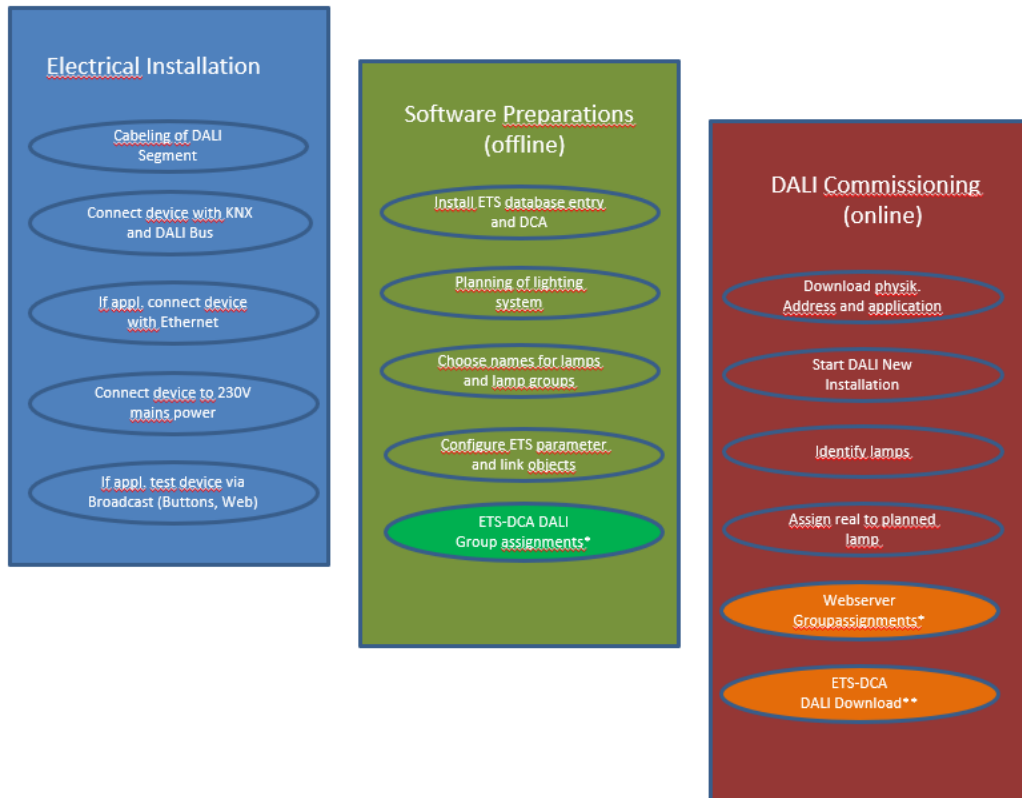 Electrical Installation
Cabeling of DALI
Segment
Connect device with KNX
and DALI Bus
If appl. connect device
with Ethernet
Connect device to 230V
mains power
If appl. test device via
Broadcast (Buttons, Web)
Software Preparations
(offline)
Install ETS database entry
and DCA
Planning of lighting
system
Choose names for lamps
and lamp groups
Configure ETS parameter
and link objects
ETS-DCA DALI
Group assignments*
DALI Commissioning
(online)
Download physik.
Address and application
Start DALI New
Installation
Identify lamps
Assign real to planned
lamp
Webserver
Groupassignments*
ETS-DCA
DALI Download**